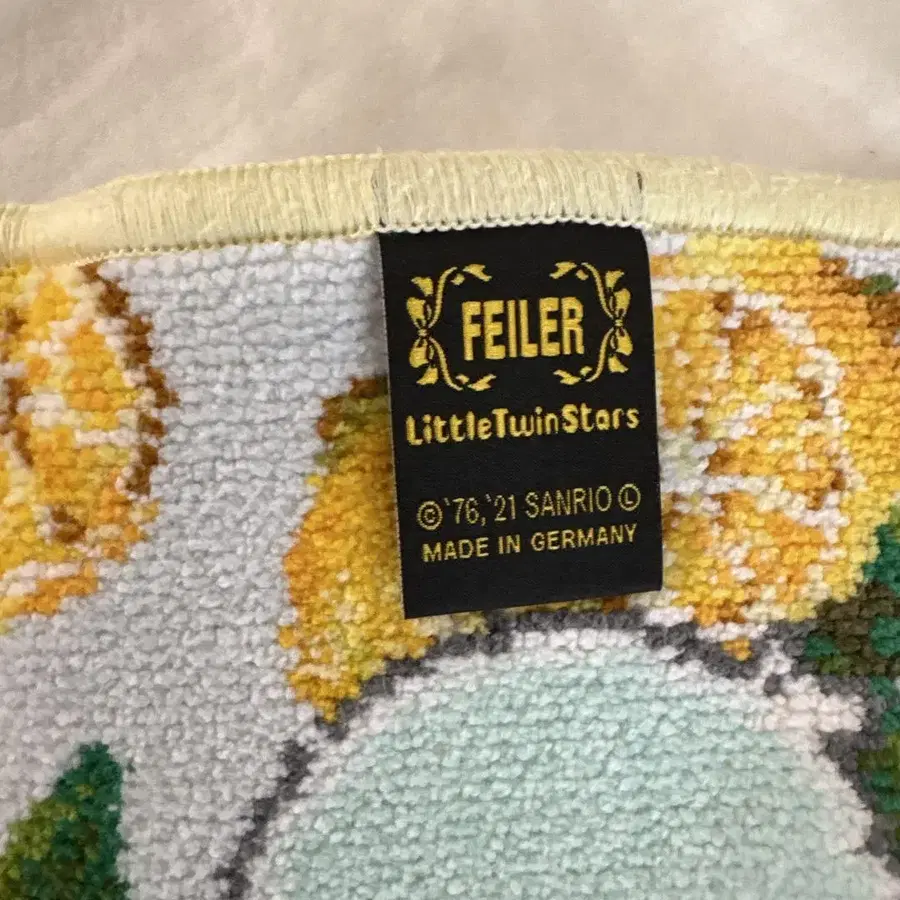 FEILER
LittleTwinStars
© '76, '21 SANRIO Ⓛ
MADE IN GERMANY